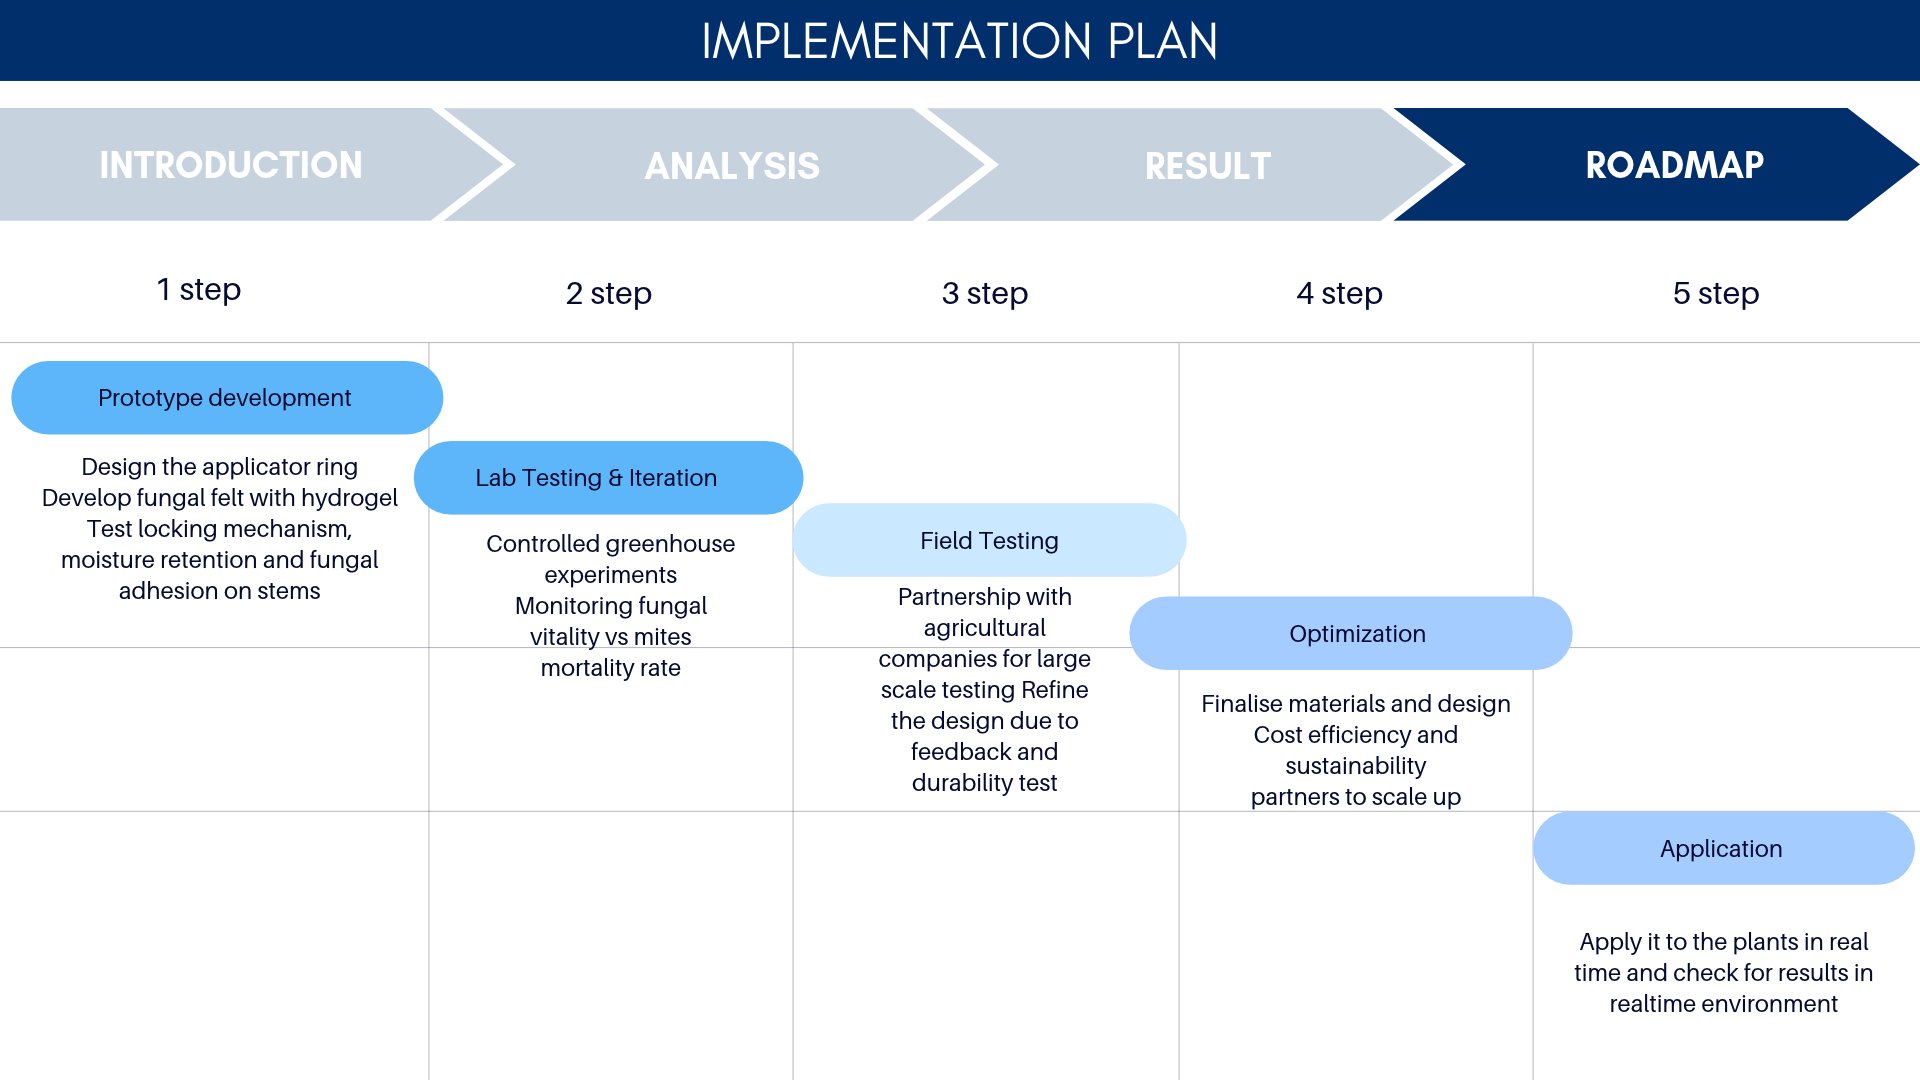 IMPLEMENTATION PLAN
INTRODUCTION
ANALYSIS
RESULT
ROADMAP
1 step
2 step
3 step
4 step
5 step
Prototype development
Design the applicator ring
Develop fungal felt with hydrogel
Test locking mechanism,
moisture retention and fungal
adhesion on stems
Lab Testing & Iteration
Controlled greenhouse
experiments
Monitoring fungal
vitality vs mites
mortality rate
Field Testing
Partnership with
agricultural
companies for large
scale testing Refine
the design due to
feedback and
durability test
Optimization
Finalise materials and design
Cost efficiency and
sustainability
partners to scale up
Application
Apply it to the plants in real
time and check for results in
realtime environment